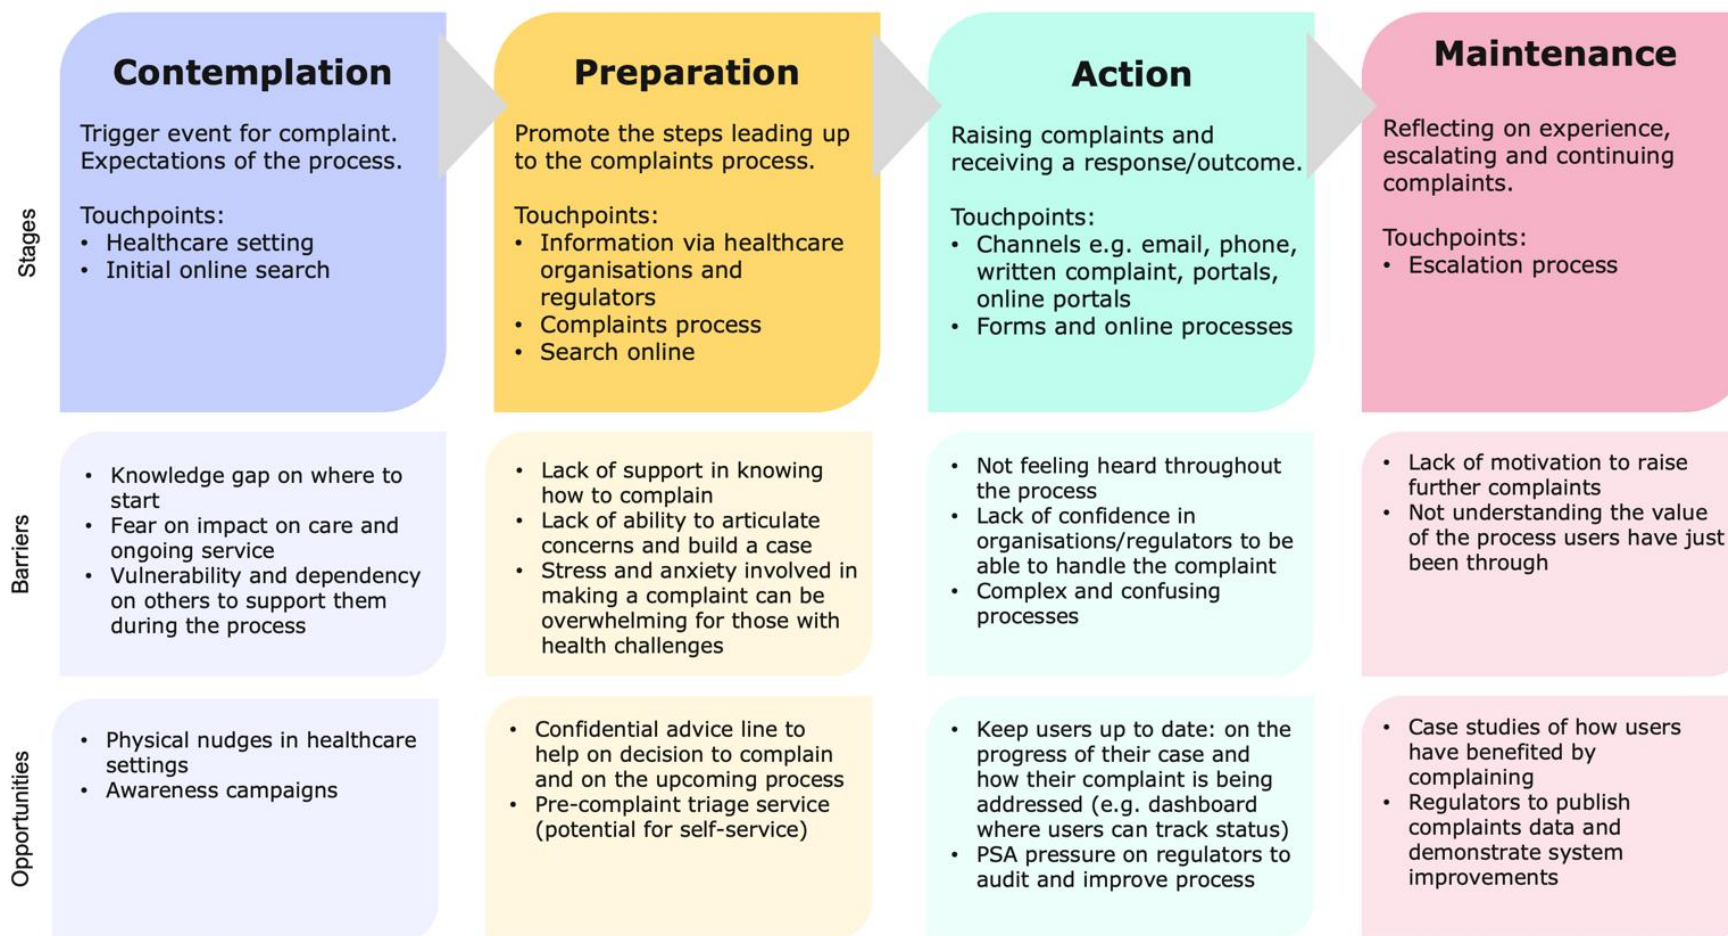 Stages
Contemplation
Trigger event for complaint.
Expectations of the process.
Touchpoints:
• Healthcare setting
• Initial online search
Preparation
Promote the steps leading up
to the complaints process.
Touchpoints:
• Information via healthcare
organisations and
regulators
• Complaints process
• Search online
Action
Raising complaints and
receiving a response/outcome.
Touchpoints:
• Channels e.g. email, phone,
written complaint, portals,
online portals
• Forms and online processes
Maintenance
Reflecting on experience,
escalating and continuing
complaints.
Touchpoints:
• Escalation process
Barriers
• Knowledge gap on where to
start
• Fear on impact on care and
ongoing service
• Vulnerability and dependency
on others to support them
during the process
• Lack of support in knowing
how to complain
• Lack of ability to articulate
concerns and build a case
• Stress and anxiety involved in
making a complaint can be
overwhelming for those with
health challenges
• Not feeling heard throughout
the process
• Lack of confidence in
organisations/regulators to be
able to handle the complaint
• Complex and confusing
processes
• Lack of motivation to raise
further complaints
• Not understanding the value
of the process users have just
been through
Opportunities
• Physical nudges in healthcare
settings
• Awareness campaigns
• Confidential advice line to
help on decision to complain
and on the upcoming process
• Pre-complaint triage service
(potential for self-service)
• Keep users up to date: on the
progress of their case and
how their complaint is being
addressed (e.g. dashboard
where users can track status)
• PSA pressure on regulators to
audit and improve process
• Case studies of how users
have benefited by
complaining
• Regulators to publish
complaints data and
demonstrate system
improvements